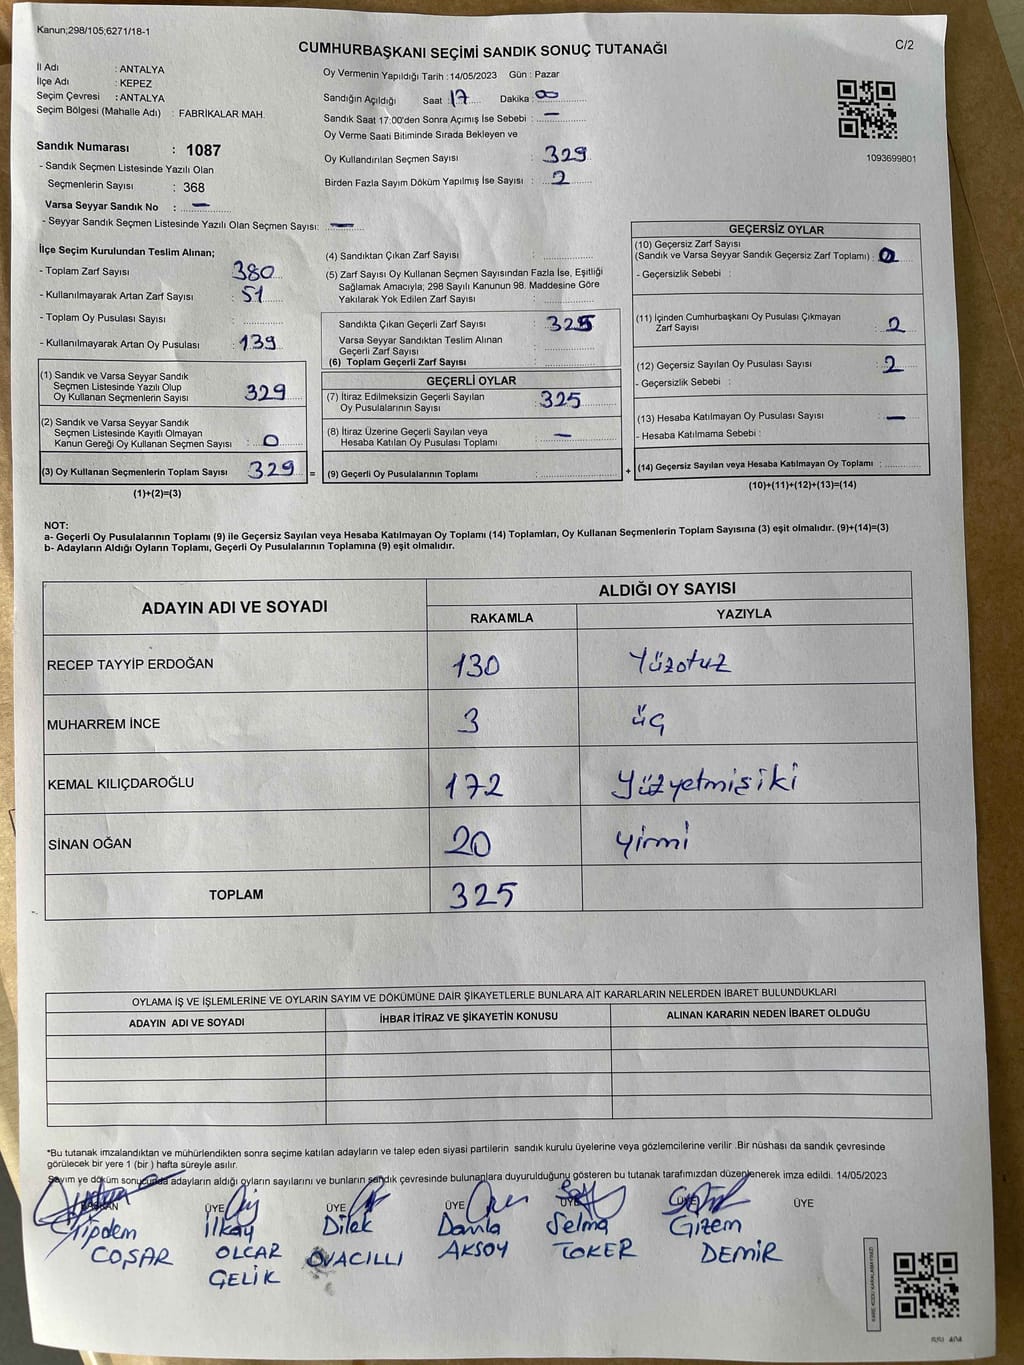 Kanun;298/105;6271/18-1
C/2
CUMHURBAŞKANI SEÇİMİ SANDIK SONUÇ TUTANAĞI
İl Adı : ANTALYA
İlçe Adı : KEPEZ
Seçim Çevresi : ANTALYA
Seçim Bölgesi (Mahalle Adı) : FABRİKALAR MAH.
Sandık Numarası : 1087
- Sandık Seçmen Listesinde Yazılı Olan
Seçmenlerin Sayısı : 368
Varsa Seyyar Sandık No : —
- Seyyar Sandık Seçmen Listesinde Yazılı Olan Seçmen Sayısı: —
Oy Vermenin Yapıldığı Tarih : 14/05/2023 Gün : Pazar
Sandığın Açıldığı Saat : 17 Dakika : 00
Sandık Saat 17:00'den Sonra Açımış İse Sebebi : —
Oy Verme Saati Bitiminde Sırada Bekleyen ve
Oy Kullandırılan Seçmen Sayısı : 329
Birden Fazla Sayım Döküm Yapılmış İse Sayısı : 2
1093699801
İlçe Seçim Kurulundan Teslim Alınan;
- Toplam Zarf Sayısı : 380
- Kullanılmayarak Artan Zarf Sayısı : 51
- Toplam Oy Pusulası Sayısı :
- Kullanılmayarak Artan Oy Pusulası : 139
(1) Sandık ve Varsa Seyyar Sandık
Seçmen Listesinde Yazılı Olup
Oy Kullanan Seçmenlerin Sayısı : 329
(2) Sandık ve Varsa Seyyar Sandık
Seçmen Listesinde Kayıtlı Olmayan
Kanun Gereği Oy Kullanan Seçmen Sayısı : 0
(3) Oy Kullanan Seçmenlerin Toplam Sayısı 329
(1)+(2)=(3)
=
(4) Sandıktan Çıkan Zarf Sayısı :
(5) Zarf Sayısı Oy Kullanan Seçmen Sayısından Fazla İse, Eşitliği
Sağlamak Amacıyla; 298 Sayılı Kanunun 98. Maddesine Göre
Yakılarak Yok Edilen Zarf Sayısı :
Sandıkta Çıkan Geçerli Zarf Sayısı : 325
Varsa Seyyar Sandıktan Teslim Alınan
Geçerli Zarf Sayısı :
(6) Toplam Geçerli Zarf Sayısı :
GEÇERLİ OYLAR
(7) İtiraz Edilmeksizin Geçerli Sayılan
Oy Pusulalarının Sayısı : 325
(8) İtiraz Üzerine Geçerli Sayılan veya
Hesaba Katılan Oy Pusulası Toplamı : —
(9) Geçerli Oy Pusulalarının Toplamı :
+
GEÇERSİZ OYLAR
(10) Geçersiz Zarf Sayısı
(Sandık ve Varsa Seyyar Sandık Geçersiz Zarf Toplamı) : 0
- Geçersizlik Sebebi :
(11) İçinden Cumhurbaşkanı Oy Pusulası Çıkmayan
Zarf Sayısı : 2
(12) Geçersiz Sayılan Oy Pusulası Sayısı : 2
- Geçersizlik Sebebi :
(13) Hesaba Katılmayan Oy Pusulası Sayısı : —
- Hesaba Katılmama Sebebi :
(14) Geçersiz Sayılan veya Hesaba Katılmayan Oy Toplamı :
(10)+(11)+(12)+(13)=(14)
NOT:
a- Geçerli Oy Pusulalarının Toplamı (9) ile Geçersiz Sayılan veya Hesaba Katılmayan Oy Toplamı (14) Toplamları, Oy Kullanan Seçmenlerin Toplam Sayısına (3) eşit olmalıdır. (9)+(14)=(3)
b- Adayların Aldığı Oyların Toplamı, Geçerli Oy Pusulalarının Toplamına (9) eşit olmalıdır.
ADAYIN ADI VE SOYADI
ALDIĞI OY SAYISI
RAKAMLA YAZIYLA
RECEP TAYYİP ERDOĞAN 130 Yüzotuz
MUHARREM İNCE 3 üç
KEMAL KILIÇDAROĞLU 172 Yüzyetmişiki
SİNAN OĞAN 20 Yirmi
TOPLAM 325
OYLAMA İŞ VE İŞLEMLERİNE VE OYLARIN SAYIM VE DÖKÜMÜNE DAİR ŞİKAYETLERLE BUNLARA AİT KARARLARIN NELERDEN İBARET BULUNDUKLARI
ADAYIN ADI VE SOYADI İHBAR İTİRAZ VE ŞİKAYETİN KONUSU ALINAN KARARIN NEDEN İBARET OLDUĞU
*Bu tutanak imzalandıktan ve mühürlendikten sonra seçime katılan adayların ve talep eden siyasi partilerin sandık kurulu üyelerine veya gözlemcilerine verilir .Bir nüshası da sandık çevresinde
görülecek bir yere 1 (bir ) hafta süreyle asılır.
Sayım ve döküm sonucunda adayların aldığı oyların sayılarını ve bunların sandık çevresinde bulunanlara duyurulduğunu gösteren bu tutanak tarafımızdan düzenlenerek imza edildi. 14/05/2023
BAŞKAN ÜYE ÜYE ÜYE ÜYE ÜYE ÜYE
COŞAR
İlkay OLCAR ÇELİK
Dilek OVACILLI
Damla AKSOY
Selma TOKER
Gizem DEMİR